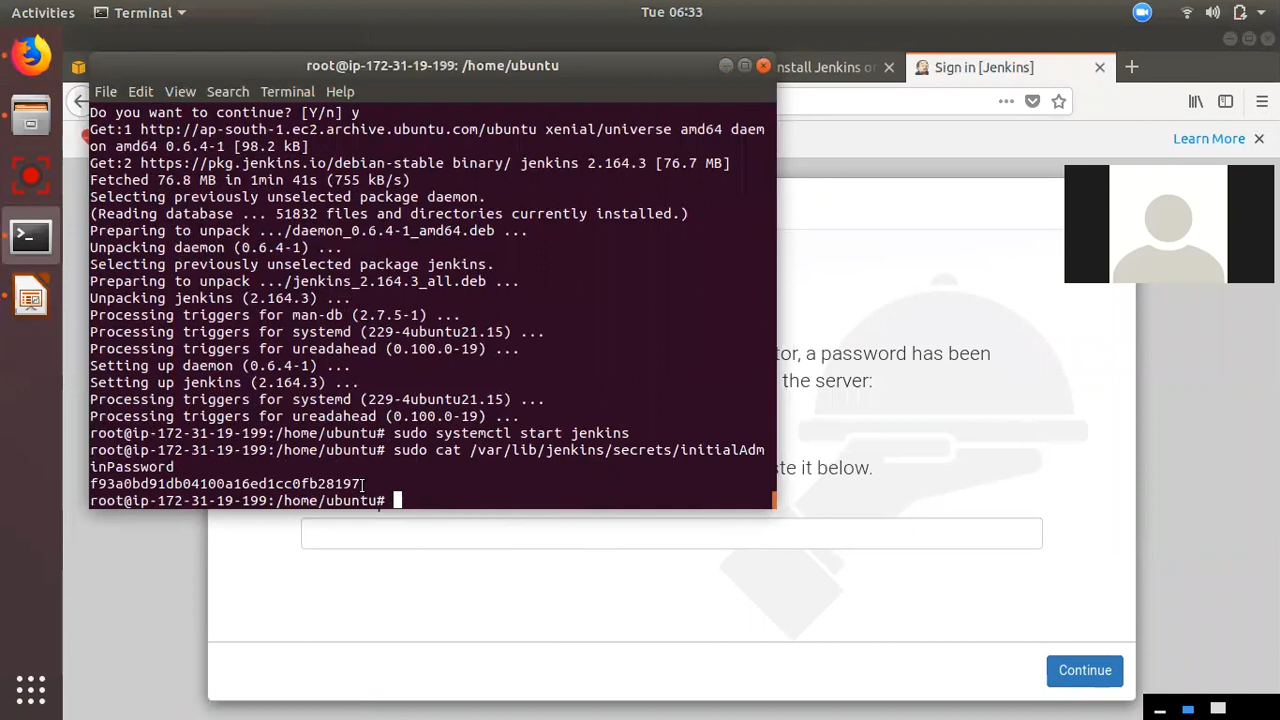 Activities Terminal Tue 06:33
root@ip-172-31-19-199: /home/ubuntu
nstall Jenkins or Sign in [Jenkins]
File Edit View Search Terminal Help
Do you want to continue? [Y/n] y
Get:1 http://ap-south-1.ec2.archive.ubuntu.com/ubuntu xenial/universe amd64 daem
on amd64 0.6.4-1 [98.2 kB]
Get:2 https://pkg.jenkins.io/debian-stable binary/ jenkins 2.164.3 [76.7 MB]
Fetched 76.8 MB in 1min 41s (755 kB/s)
Selecting previously unselected package daemon.
(Reading database ... 51832 files and directories currently installed.)
Preparing to unpack .../daemon_0.6.4-1_amd64.deb ...
Unpacking daemon (0.6.4-1) ...
Selecting previously unselected package jenkins.
Preparing to unpack .../jenkins_2.164.3_all.deb ...
Unpacking jenkins (2.164.3) ...
Processing triggers for man-db (2.7.5-1) ...
Processing triggers for systemd (229-4ubuntu21.15) ...
Processing triggers for ureadahead (0.100.0-19) ...
Setting up daemon (0.6.4-1) ...
Setting up jenkins (2.164.3) ...
Processing triggers for systemd (229-4ubuntu21.15) ...
Processing triggers for ureadahead (0.100.0-19) ...
root@ip-172-31-19-199:/home/ubuntu# sudo systemctl start jenkins
root@ip-172-31-19-199:/home/ubuntu# sudo cat /var/lib/jenkins/secrets/initialAdm
inPassword
f93a0bd91db04100a16ed1cc0fb28197
root@ip-172-31-19-199:/home/ubuntu#
Learn More
tor, a password has been
the server:
ste it below.
Continue